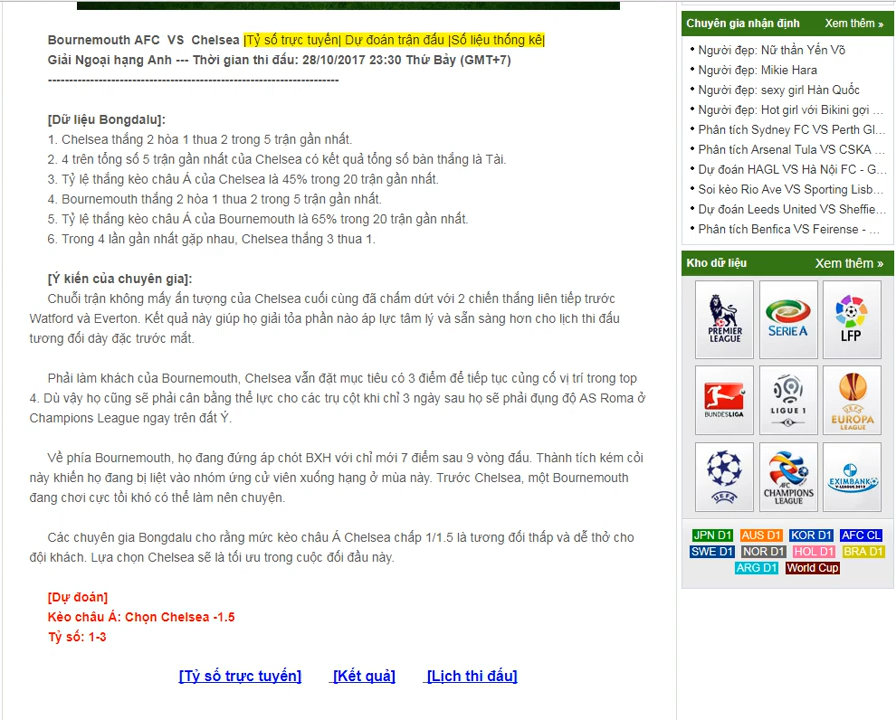 Bournemouth AFC VS Chelsea |Tỷ số trực tuyến| Dự đoán trận đấu |Số liệu thống kê|
Giải Ngoại hạng Anh --- Thời gian thi đấu: 28/10/2017 23:30 Thứ Bảy (GMT+7)
--------------------------------------------------------------------
[Dữ liệu Bongdalu]:
1. Chelsea thắng 2 hòa 1 thua 2 trong 5 trận gần nhất.
2. 4 trên tổng số 5 trận gần nhất của Chelsea có kết quả tổng số bàn thắng là Tài.
3. Tỷ lệ thắng kèo châu Á của Chelsea là 45% trong 20 trận gần nhất.
4. Bournemouth thắng 2 hòa 1 thua 2 trong 5 trận gần nhất.
5. Tỷ lệ thắng kèo châu Á của Bournemouth là 65% trong 20 trận gần nhất.
6. Trong 4 lần gần nhất gặp nhau, Chelsea thắng 3 thua 1.
[Ý kiến của chuyên gia]:
Chuỗi trận không mấy ấn tượng của Chelsea cuối cùng đã chấm dứt với 2 chiến thắng liên tiếp trước
Watford và Everton. Kết quả này giúp họ giải tỏa phần nào áp lực tâm lý và sẵn sàng hơn cho lịch thi đấu
tương đối dày đặc trước mắt.
Phải làm khách của Bournemouth, Chelsea vẫn đặt mục tiêu có 3 điểm để tiếp tục củng cố vị trí trong top
4. Dù vậy họ cũng sẽ phải cân bằng thể lực cho các trụ cột khi chỉ 3 ngày sau họ sẽ phải đụng độ AS Roma ở
Champions League ngay trên đất Ý.
Về phía Bournemouth, họ đang đứng áp chót BXH với chỉ mới 7 điểm sau 9 vòng đấu. Thành tích kém cỏi
này khiến họ đang bị liệt vào nhóm ứng cử viên xuống hạng ở mùa này. Trước Chelsea, một Bournemouth
đang chơi cực tồi khó có thể làm nên chuyện.
Các chuyên gia Bongdalu cho rằng mức kèo châu Á Chelsea chấp 1/1.5 là tương đối thấp và dễ thở cho
đội khách. Lựa chọn Chelsea sẽ là tối ưu trong cuộc đối đầu này.
[Dự đoán]
Kèo châu Á: Chọn Chelsea -1.5
Tỷ số: 1-3
[Tỷ số trực tuyến] [Kết quả] [Lịch thi đấu]
Chuyên gia nhận định Xem thêm »
Người đẹp: Nữ thần Yến Võ
Người đẹp: Mikie Hara
Người đẹp: sexy girl Hàn Quốc
Người đẹp: Hot girl với Bikini gợi ...
Phân tích Sydney FC VS Perth Gl...
Phân tích Arsenal Tula VS CSKA ...
Dự đoán HAGL VS Hà Nội FC - G...
Soi kèo Rio Ave VS Sporting Lisb...
Dự đoán Leeds United VS Sheffie...
Phân tích Benfica VS Feirense - ...
Kho dữ liệu Xem thêm »
PREMIER LEAGUE
SERIE A
LFP
BUNDESLIGA
LIGUE 1
UEFA EUROPA LEAGUE
UEFA
AFC CHAMPIONS LEAGUE
EXIMBANK
JPN D1 AUS D1 KOR D1 AFC CL
SWE D1 NOR D1 HOL D1 BRA D1
ARG D1 World Cup